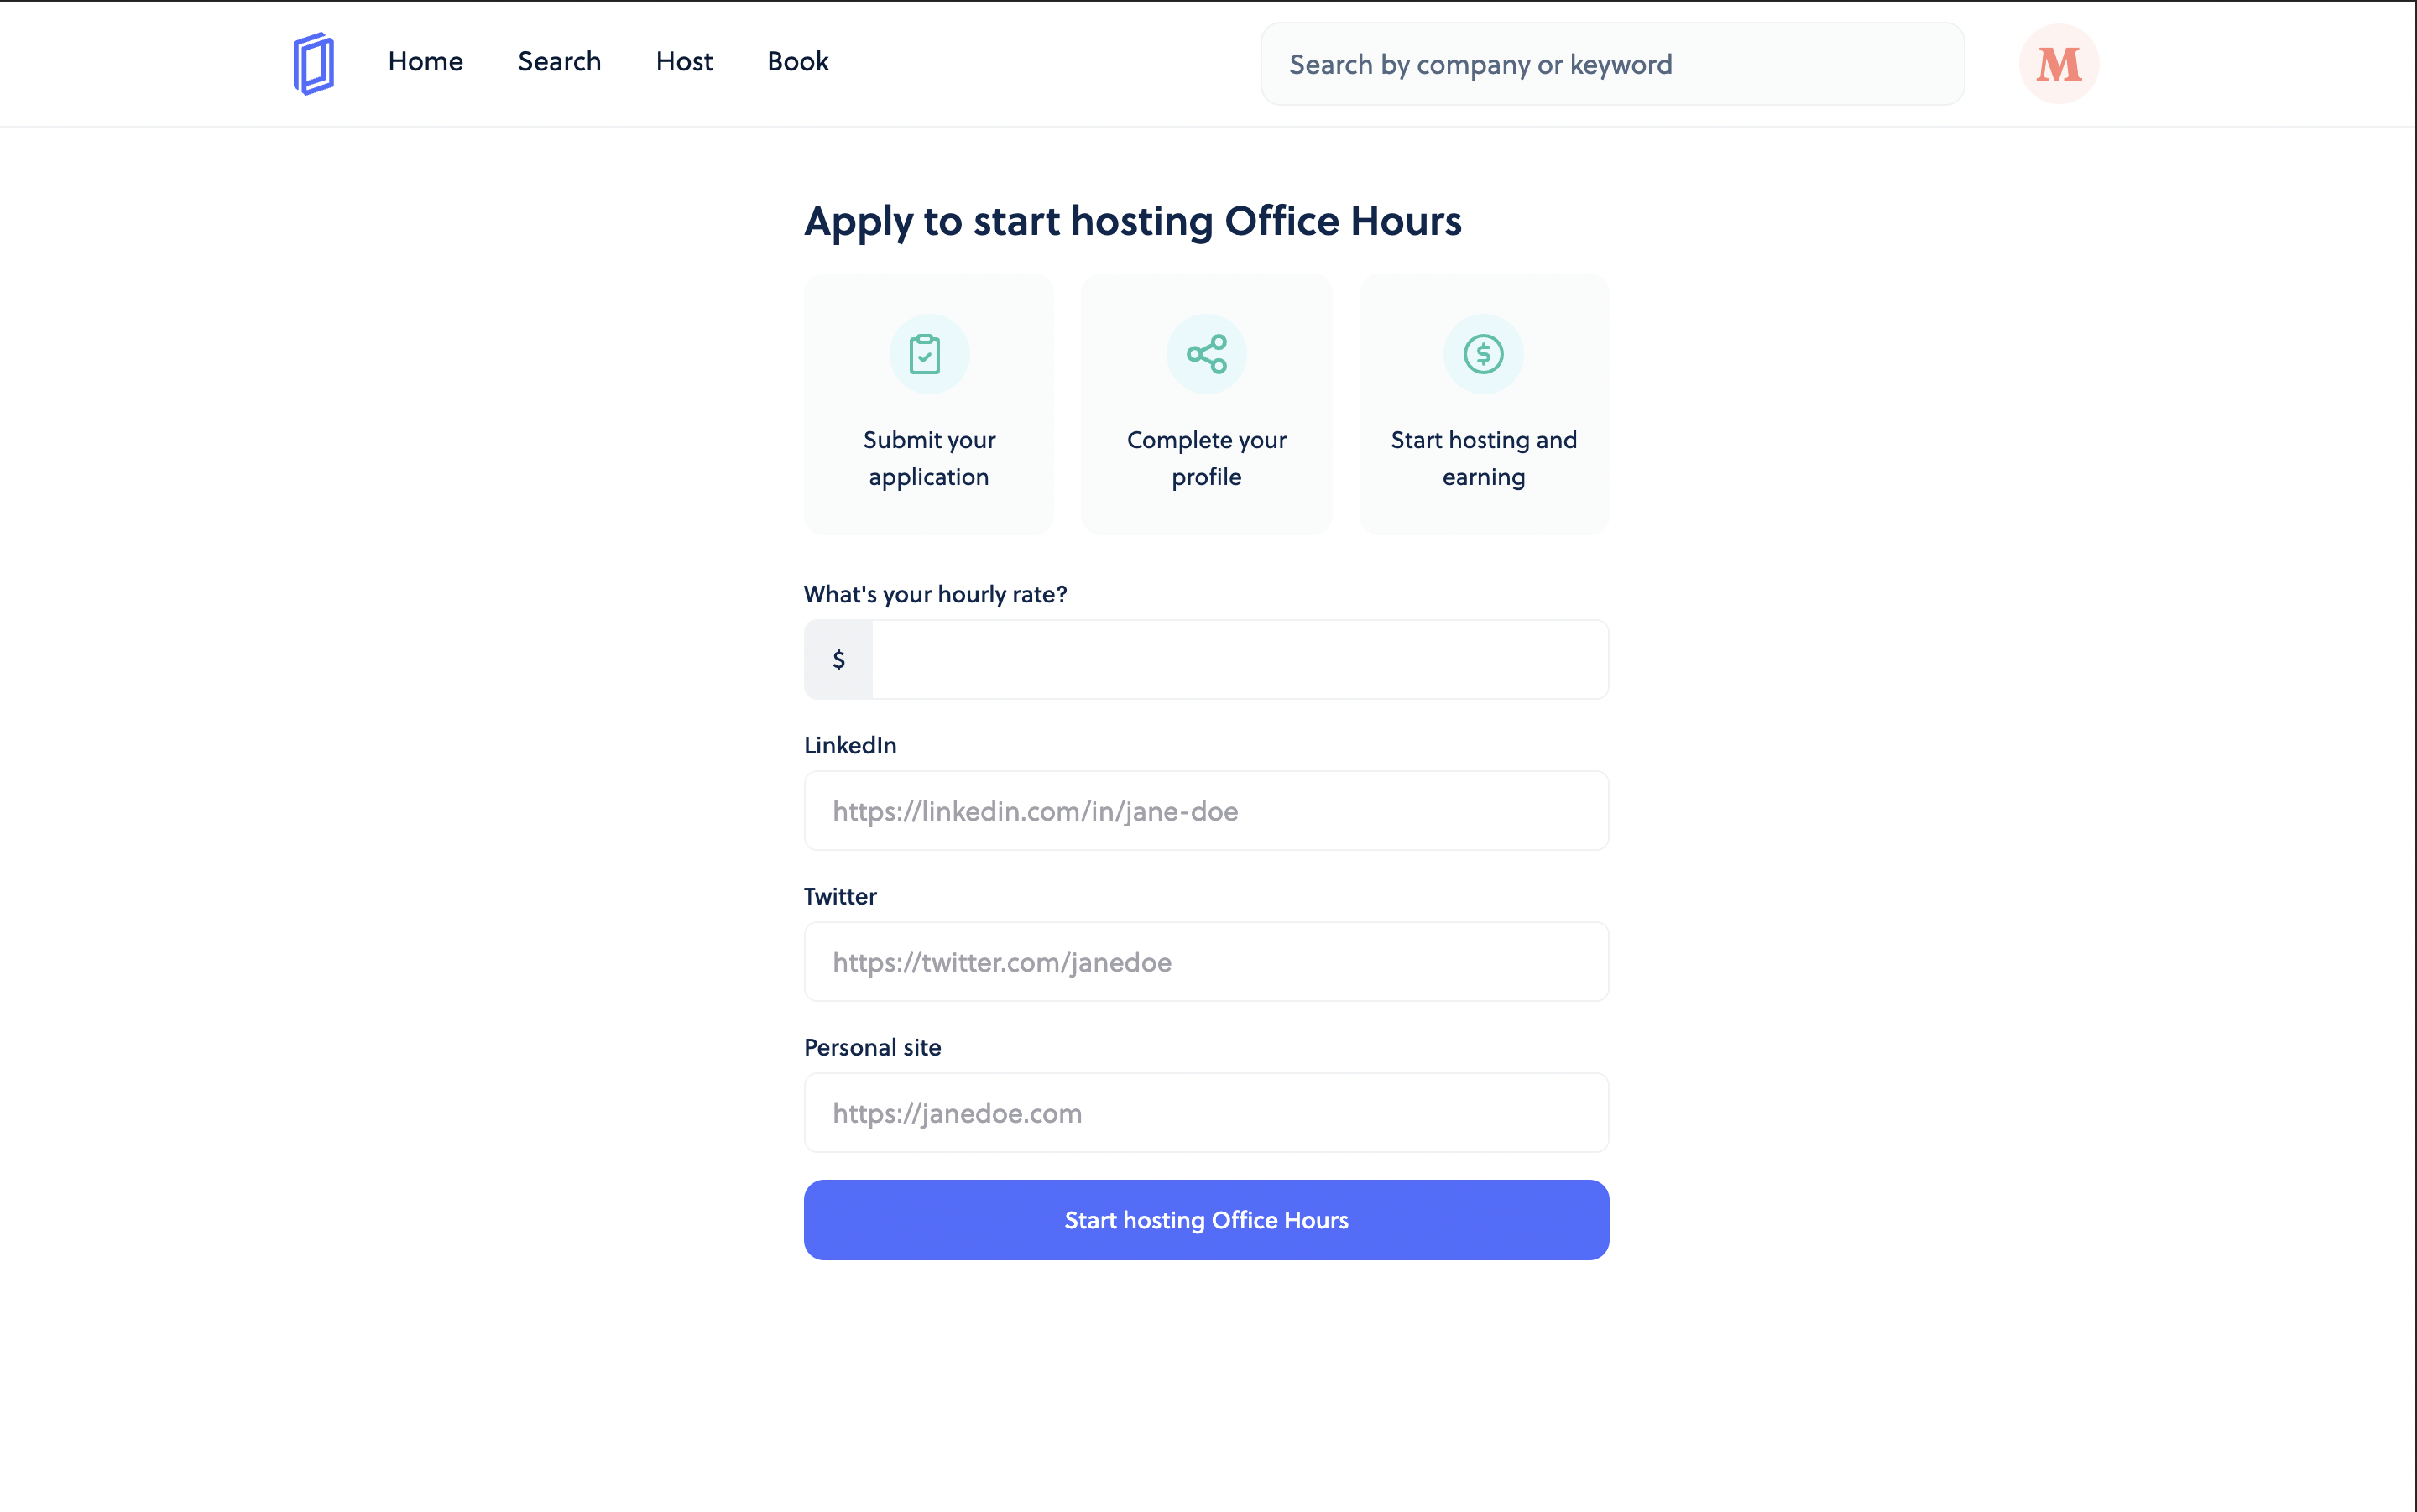 Home
Search
Host
Book
Search by company or keyword
M
Apply to start hosting Office Hours
Submit your
application
Complete your
profile
Start hosting and
earning
What's your hourly rate?
$
LinkedIn
https://linkedin.com/in/jane-doe
Twitter
https://twitter.com/janedoe
Personal site
https://janedoe.com
Start hosting Office Hours